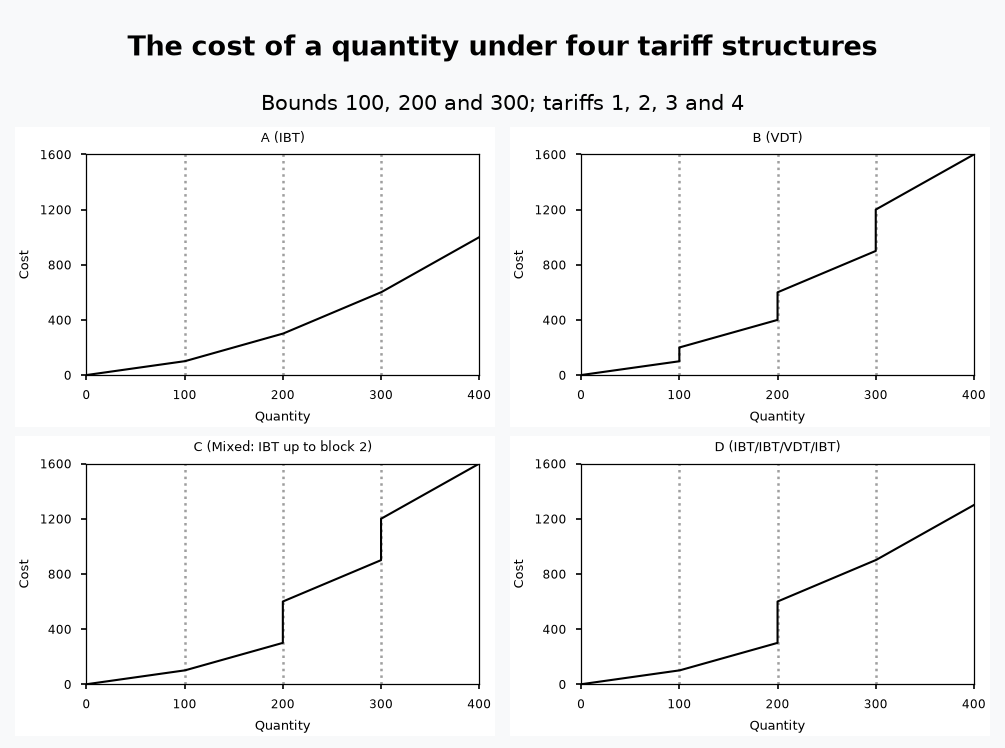 The cost of a quantity under four tariff structures
Bounds 100, 200 and 300; tariffs 1, 2, 3 and 4
A (IBT)
1600
1200
800
400
0
Cost
0 100 200 300 400
Quantity
B (VDT)
1600
1200
800
400
0
Cost
0 100 200 300 400
Quantity
C (Mixed: IBT up to block 2)
1600
1200
800
400
0
Cost
0 100 200 300 400
Quantity
D (IBT/IBT/VDT/IBT)
1600
1200
800
400
0
Cost
0 100 200 300 400
Quantity